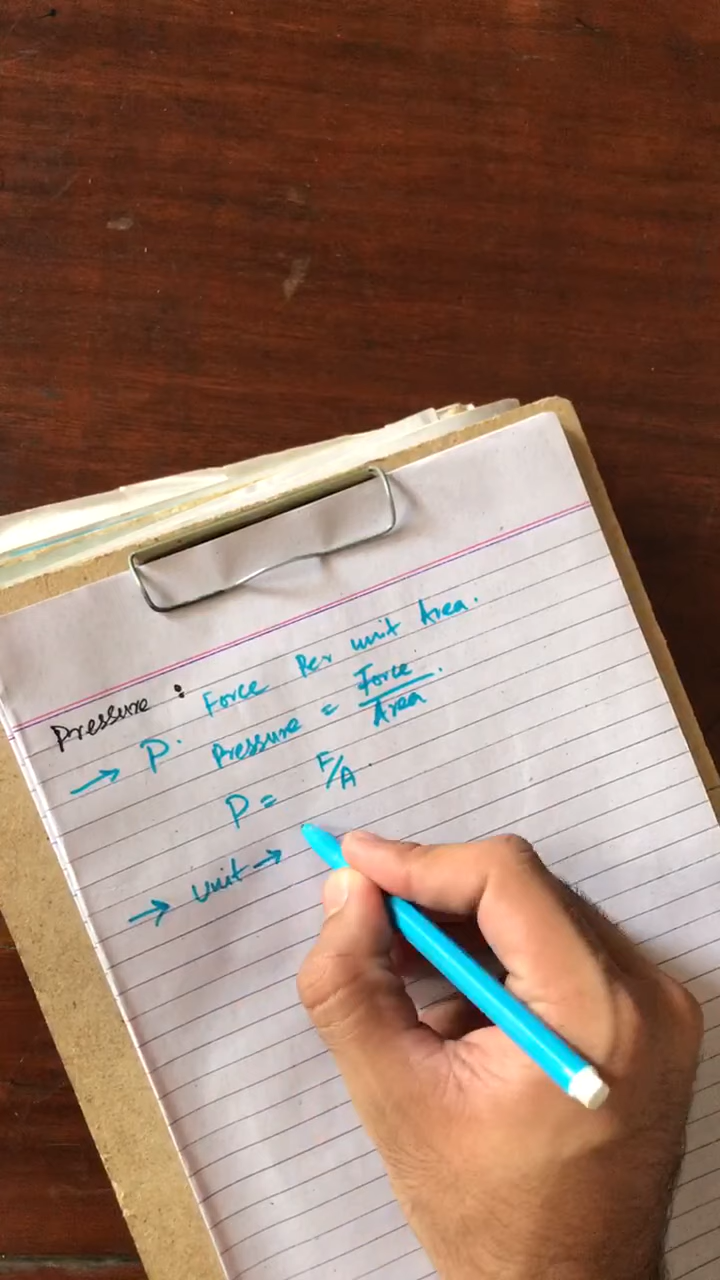 Pressure : Force Per unit Area.
→ P. Pressure = Force / Area.
P = F/A.
→ Unit →